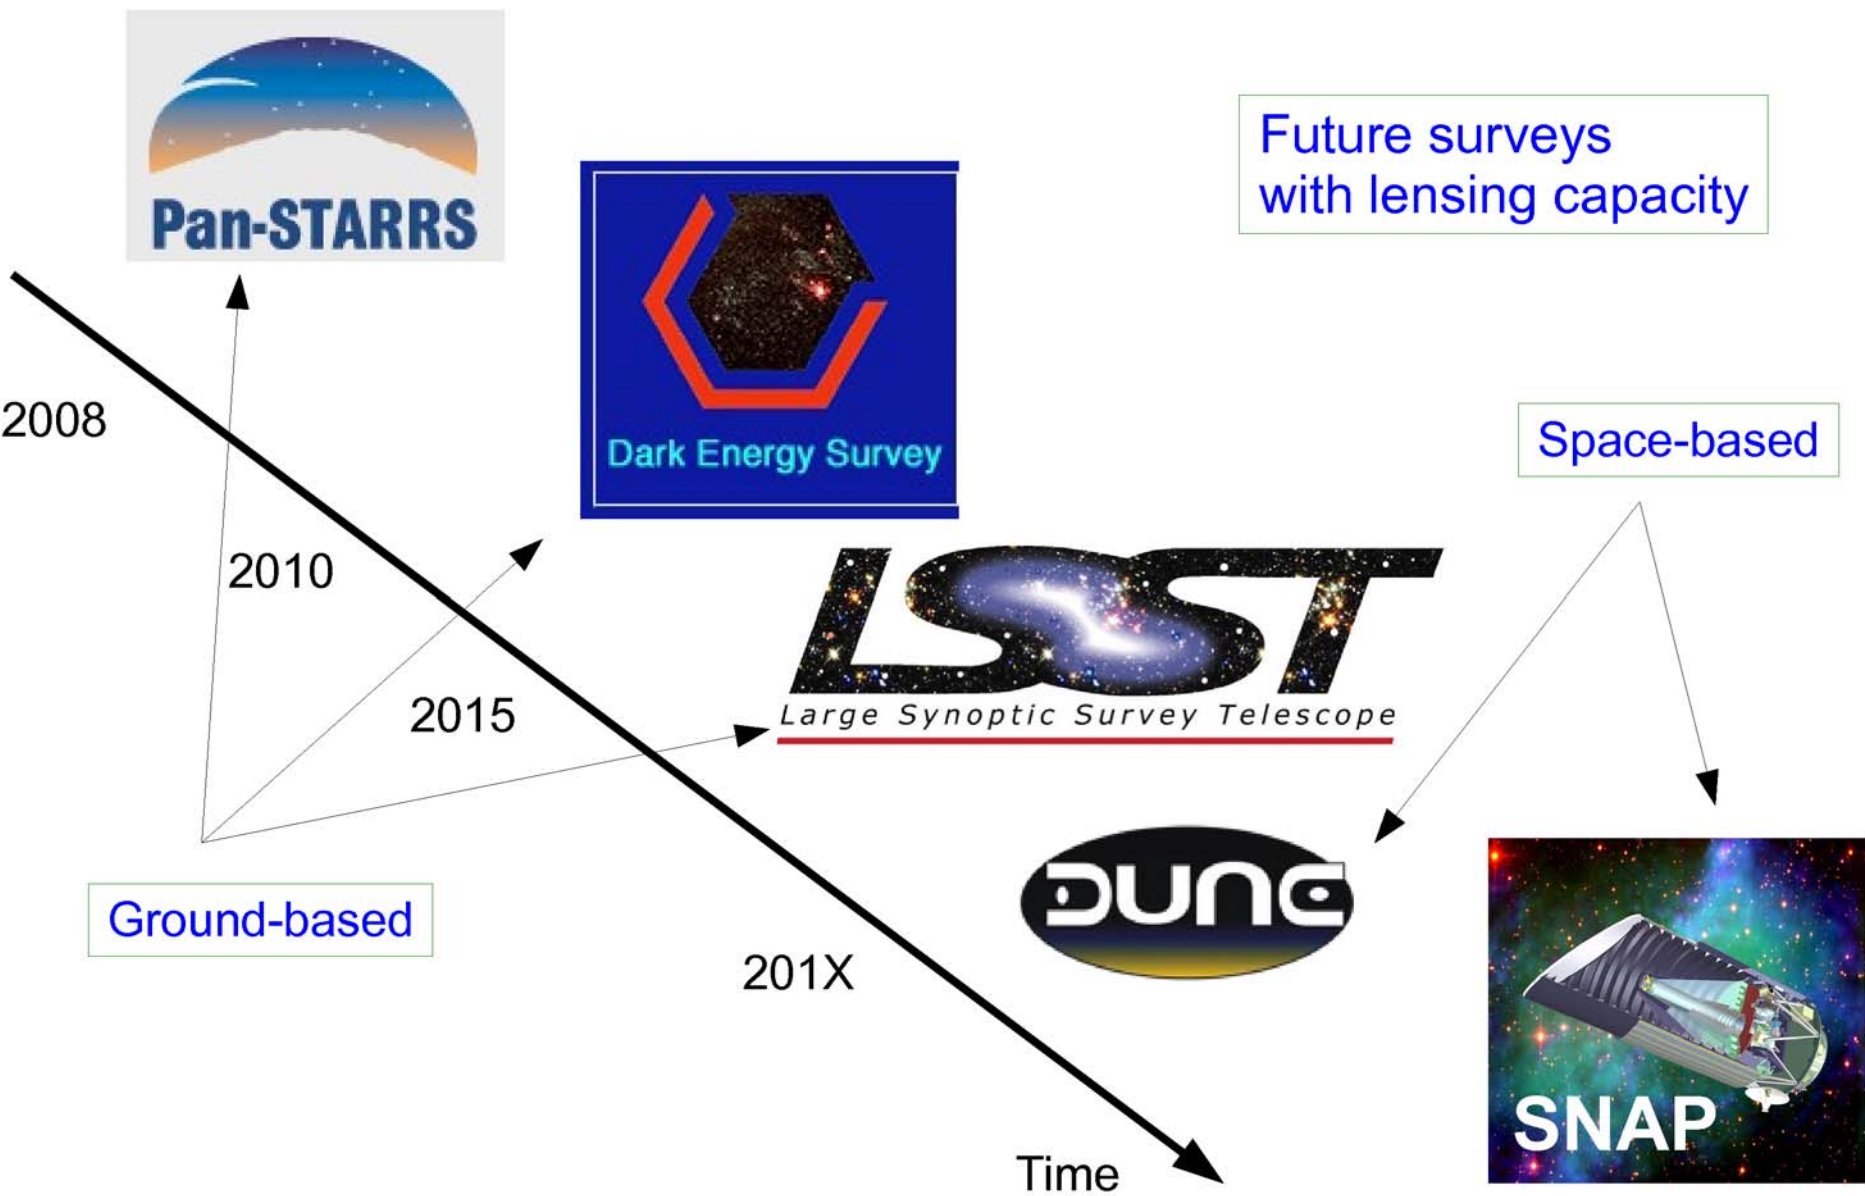 Pan-STARRS
Future surveys
with lensing capacity
2008
Dark Energy Survey
Space-based
2010
LSST
2015
Large Synoptic Survey Telescope
DUNE
Ground-based
201X
SNAP
Time